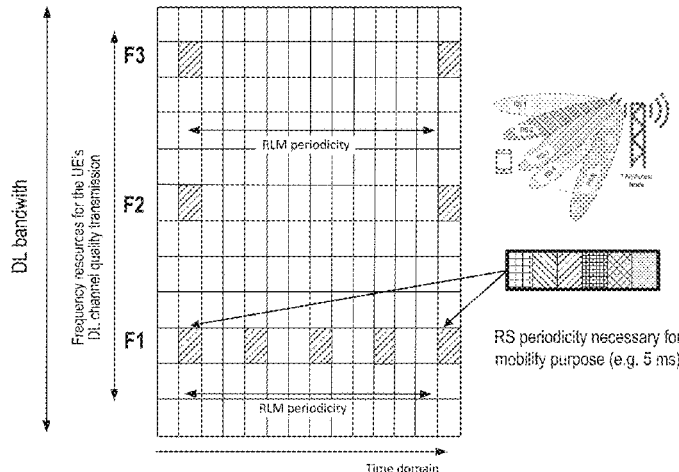 DL bandwith
Frequency resources for the UE's
DL channel quality transmission
F3
RLM periodicity
F2
F1
RLM periodicity
Time domain
RS periodicity necessary for
mobility purpose (e.g. 5 ms)